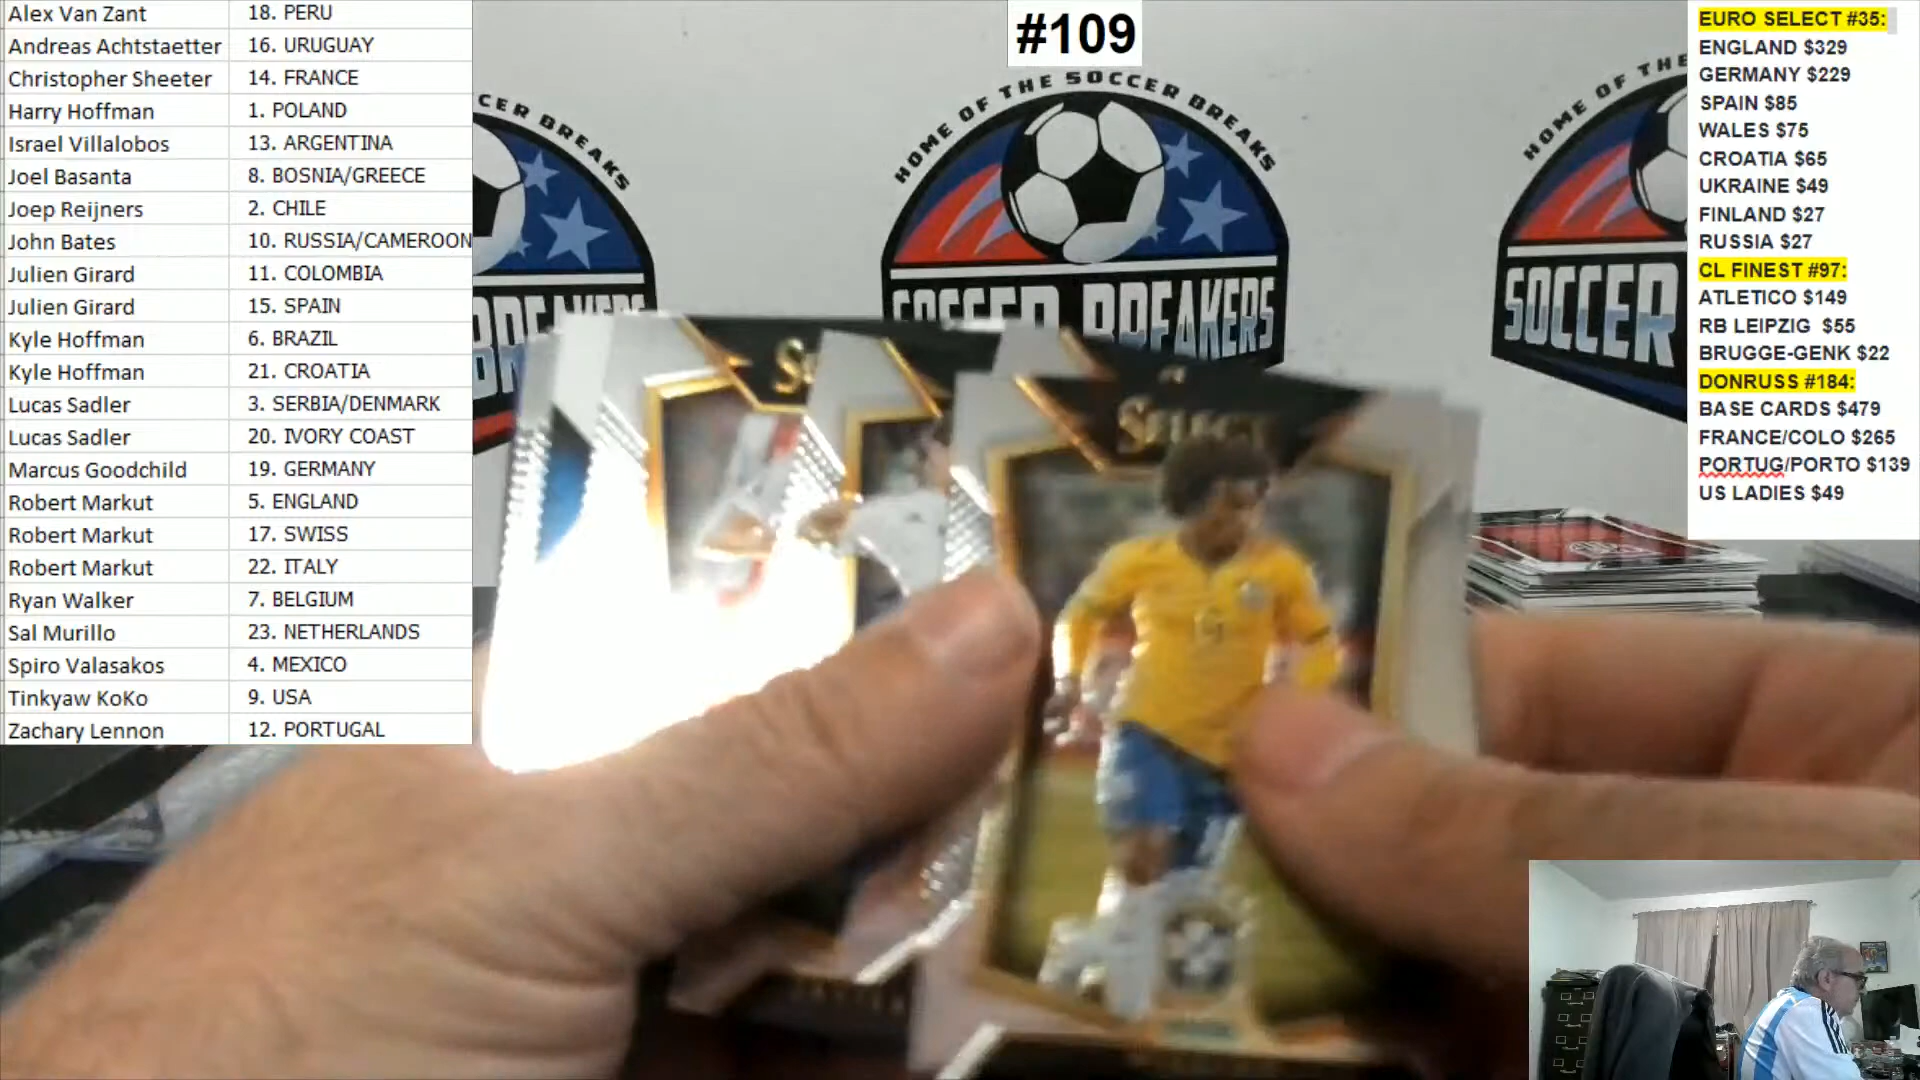 Alex Van Zant 18. PERU
Andreas Achtstaetter 16. URUGUAY
Christopher Sheeter 14. FRANCE
Harry Hoffman 1. POLAND
Israel Villalobos 13. ARGENTINA
Joel Basanta 8. BOSNIA/GREECE
Joep Reijners 2. CHILE
John Bates 10. RUSSIA/CAMEROON
Julien Girard 11. COLOMBIA
Julien Girard 15. SPAIN
Kyle Hoffman 6. BRAZIL
Kyle Hoffman 21. CROATIA
Lucas Sadler 3. SERBIA/DENMARK
Lucas Sadler 20. IVORY COAST
Marcus Goodchild 19. GERMANY
Robert Markut 5. ENGLAND
Robert Markut 17. SWISS
Robert Markut 22. ITALY
Ryan Walker 7. BELGIUM
Sal Murillo 23. NETHERLANDS
Spiro Valasakos 4. MEXICO
Tinkyaw KoKo 9. USA
Zachary Lennon 12. PORTUGAL
#109
CER BREAKS
HOME OF THE SOCCER BREAKS
SOCCER BREAKERS
HOME OF THE
SOCCER
SELECT
EURO SELECT #35:
ENGLAND $329
GERMANY $229
SPAIN $85
WALES $75
CROATIA $65
UKRAINE $49
FINLAND $27
RUSSIA $27
CL FINEST #97:
ATLETICO $149
RB LEIPZIG $55
BRUGGE-GENK $22
DONRUSS #184:
BASE CARDS $479
FRANCE/COLO $265
PORTUG/PORTO $139
US LADIES $49